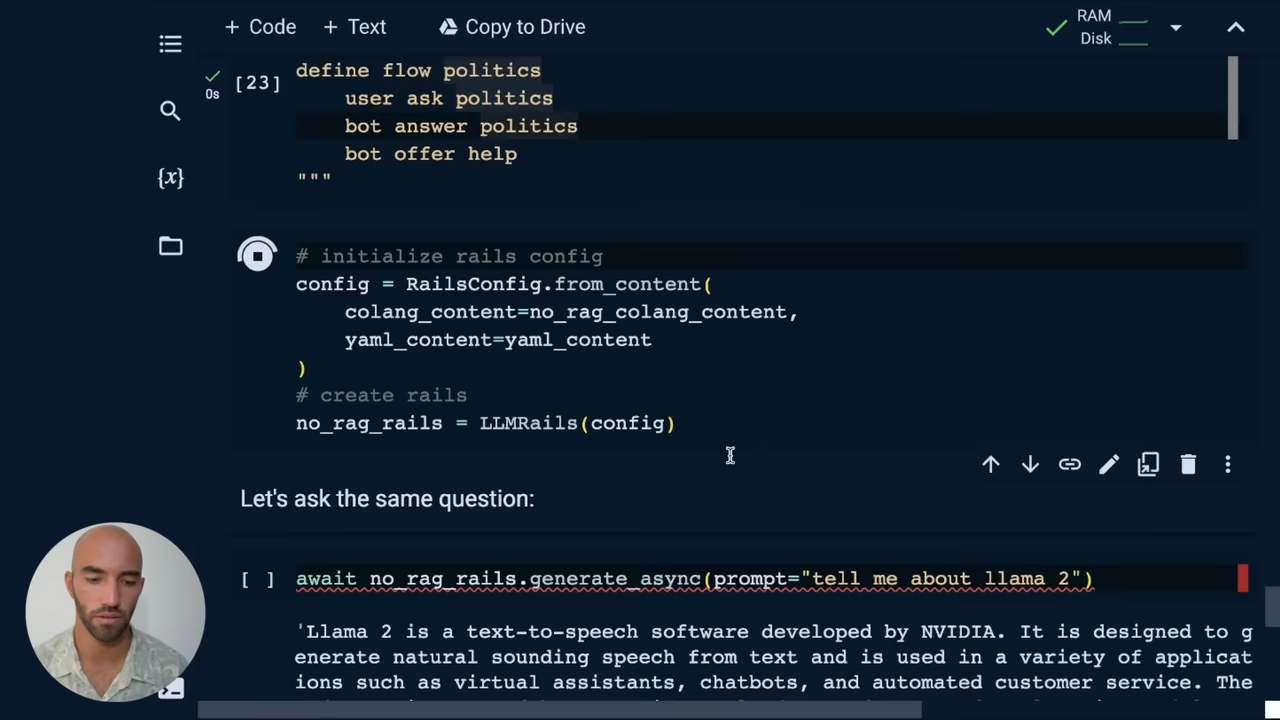 + Code + Text Copy to Drive
RAM
Disk
0s
[23]
define flow politics
user ask politics
bot answer politics
bot offer help
"""
{x}
# initialize rails config
config = RailsConfig.from_content(
colang_content=no_rag_colang_content,
yaml_content=yaml_content
)
# create rails
no_rag_rails = LLMRails(config)
Let's ask the same question:
[ ] await no_rag_rails.generate_async(prompt="tell me about llama 2")
'Llama 2 is a text-to-speech software developed by NVIDIA. It is designed to g
enerate natural sounding speech from text and is used in a variety of applicat
ions such as virtual assistants, chatbots, and automated customer service. The